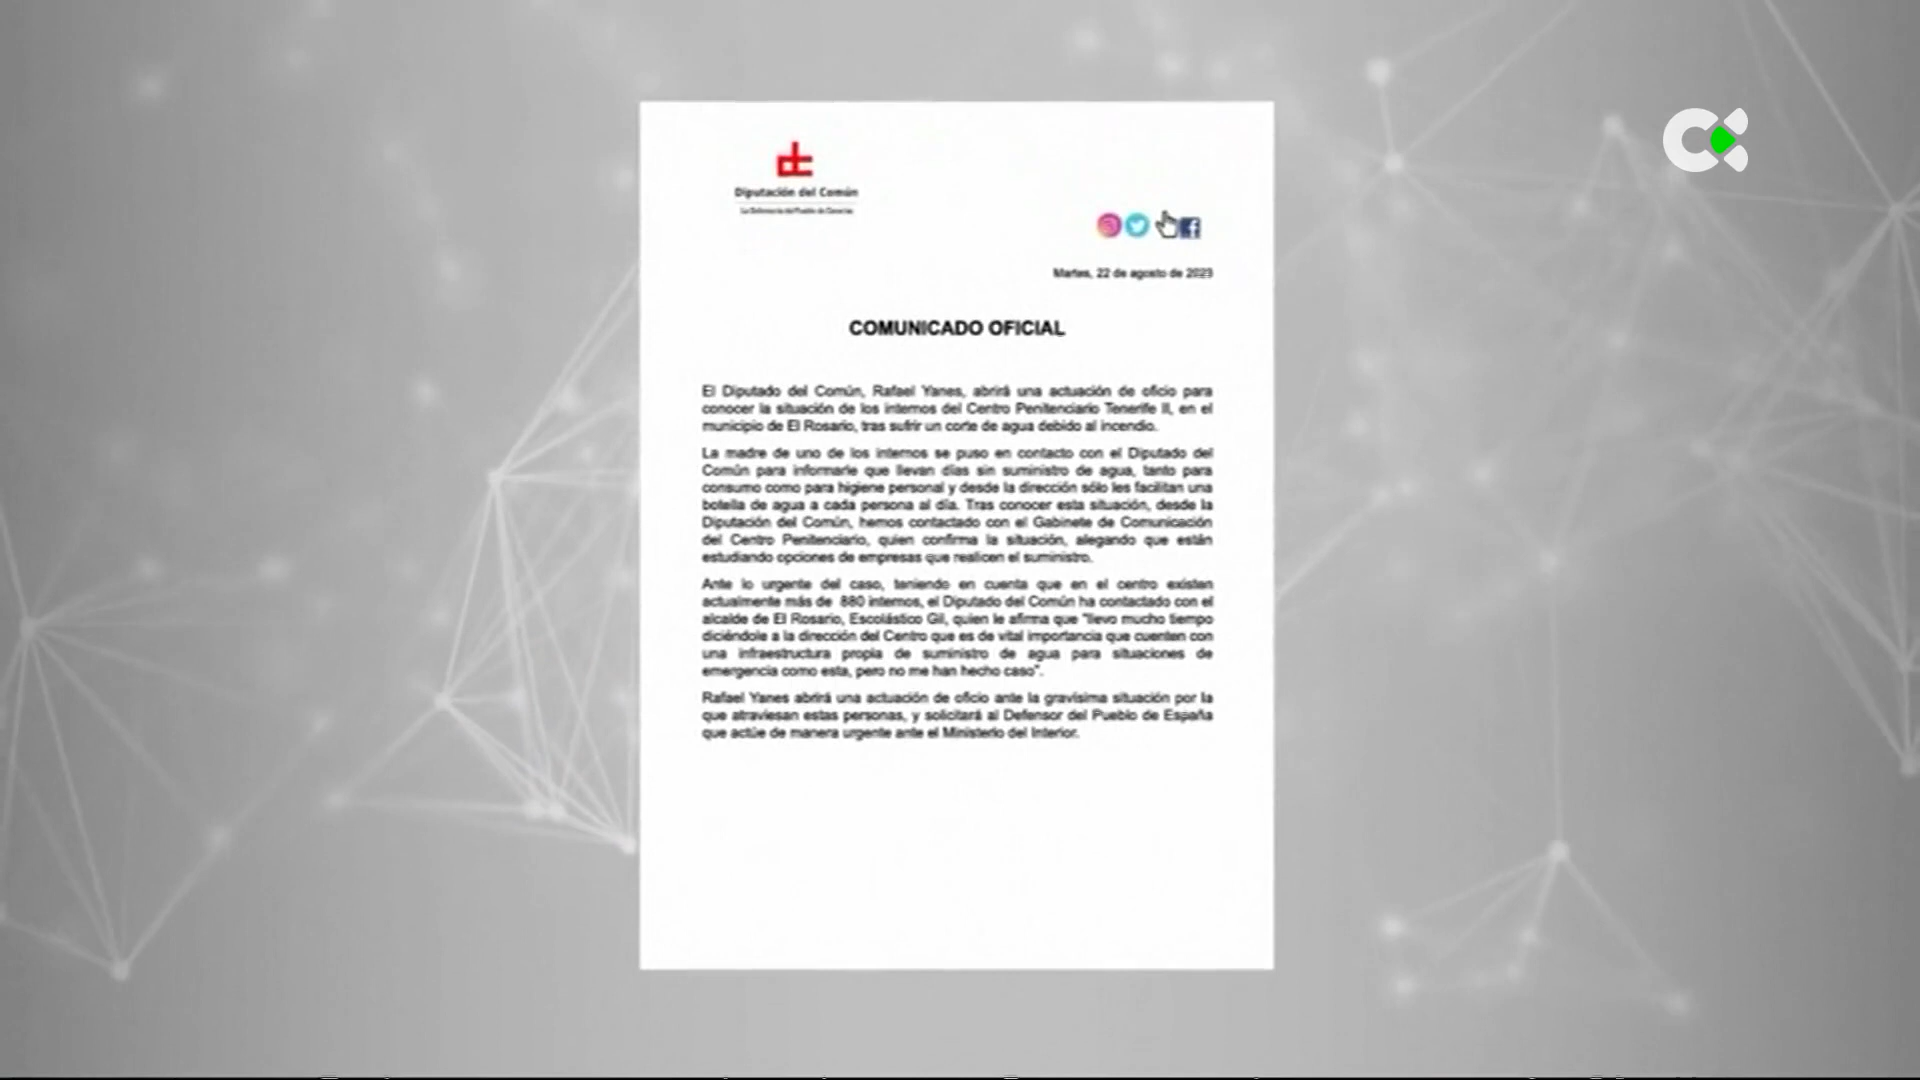 Diputación del Común
La Defensoría del Pueblo de Canarias
Martes, 22 de agosto de 2023
COMUNICADO OFICIAL
El Diputado del Común, Rafael Yanes, abrirá una actuación de oficio para
conocer la situación de los internos del Centro Penitenciario Tenerife II, en el
municipio de El Rosario, tras sufrir un corte de agua debido al incendio.
La madre de uno de los internos se puso en contacto con el Diputado del
Común para informarle que llevan días sin suministro de agua, tanto para
consumo como para higiene personal y desde la dirección sólo les facilitan una
botella de agua a cada persona al día. Tras conocer esta situación, desde la
Diputación del Común, hemos contactado con el Gabinete de Comunicación
del Centro Penitenciario, quien confirma la situación, alegando que están
estudiando opciones de empresas que realicen el suministro.
Ante lo urgente del caso, teniendo en cuenta que en el centro existen
actualmente más de 880 internos, el Diputado del Común ha contactado con el
alcalde de El Rosario, Escolástico Gil, quien le afirma que "llevo mucho tiempo
diciéndole a la dirección del Centro que es de vital importancia que cuenten con
una infraestructura propia de suministro de agua para situaciones de
emergencia como esta, pero no me han hecho caso".
Rafael Yanes abrirá una actuación de oficio ante la gravísima situación por la
que atraviesan estas personas, y solicitará al Defensor del Pueblo de España
que actúe de manera urgente ante el Ministerio del Interior.